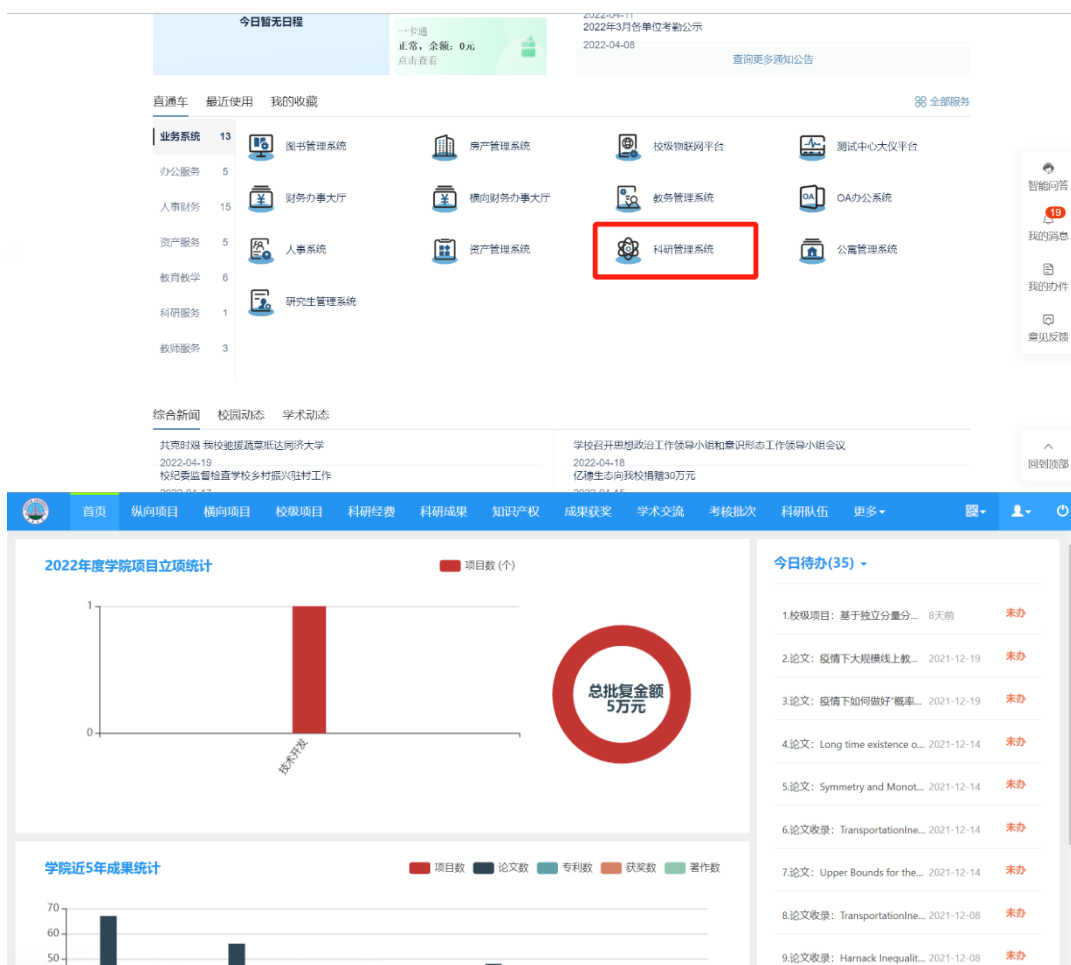 今日暂无日程
一卡通
正常，余额：0元
点击查看
2022-04-11
2022年3月各单位考勤公示
2022-04-08
查询更多通知公告
直通车 最近使用 我的收藏 全部服务
业务系统 13
办公服务 5
人事财务 15
资产服务 5
教育教学 6
科研服务 1
教师服务 3
图书管理系统 房产管理系统 校级物联网平台 测试中心大仪平台
财务办事大厅 横向财务办事大厅 教务管理系统 OA办公系统
人事系统 资产管理系统 科研管理系统 公寓管理系统
研究生管理系统
智能问答
19
我的消息
我的办件
意见反馈
综合新闻 校园动态 学术动态
共克时艰 我校驰援蔬菜抵达同济大学
2022-04-19
校纪委监督检查学校乡村振兴驻村工作
2022-04-17
学校召开思想政治工作领导小组和意识形态工作领导小组会议
2022-04-18
亿穗生态向我校捐赠30万元
2022-04-15
回到顶部
首页 纵向项目 横向项目 校级项目 科研经费 科研成果 知识产权 成果获奖 学术交流 考核批次 科研队伍 更多
2022年度学院项目立项统计
项目数 (个)
1
0
技术开发
总批复金额
5万元
今日待办(35)
1.校级项目：基于独立分量分... 8天前 未办
2.论文：疫情下大规模线上教... 2021-12-19 未办
3.论文：疫情下如何做好“概率... 2021-12-19 未办
4.论文：Long time existence o... 2021-12-14 未办
5.论文：Symmetry and Monot... 2021-12-14 未办
6.论文收录：TransportationIne... 2021-12-14 未办
7.论文：Upper Bounds for the... 2021-12-14 未办
8.论文收录：TransportationIne... 2021-12-08 未办
9.论文收录：Harnack Inequalit... 2021-12-08 未办
学院近5年成果统计
项目数 论文数 专利数 获奖数 著作数
70
60
50